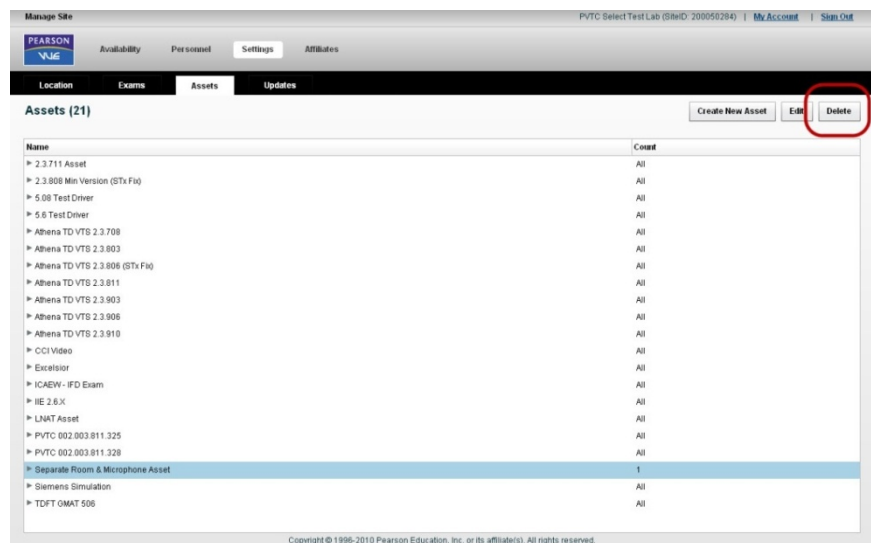 Manage Site PVTC Select Test Lab (SiteID: 200050284) | My Account | Sign Out
PEARSON
VUE
Availability Personnel Settings Affiliates
Location Exams Assets Updates
Assets (21) Create New Asset Edit Delete
Name Count
2.3.711 Asset All
2.3.808 Min Version (STx Fix) All
5.08 Test Driver All
5.6 Test Driver All
Athena TD VTS 2.3.708 All
Athena TD VTS 2.3.803 All
Athena TD VTS 2.3.806 (STx Fix) All
Athena TD VTS 2.3.811 All
Athena TD VTS 2.3.903 All
Athena TD VTS 2.3.906 All
Athena TD VTS 2.3.910 All
CCI Video All
Excelsior All
ICAEW - IFD Exam All
IIE 2.6.X All
LNAT Asset All
PVTC 002.003.811.325 All
PVTC 002.003.811.328 All
Separate Room & Microphone Asset 1
Siemens Simulation All
TDFT GMAT 506 All
Copyright © 1996-2010 Pearson Education, Inc. or its affiliate(s). All rights reserved.